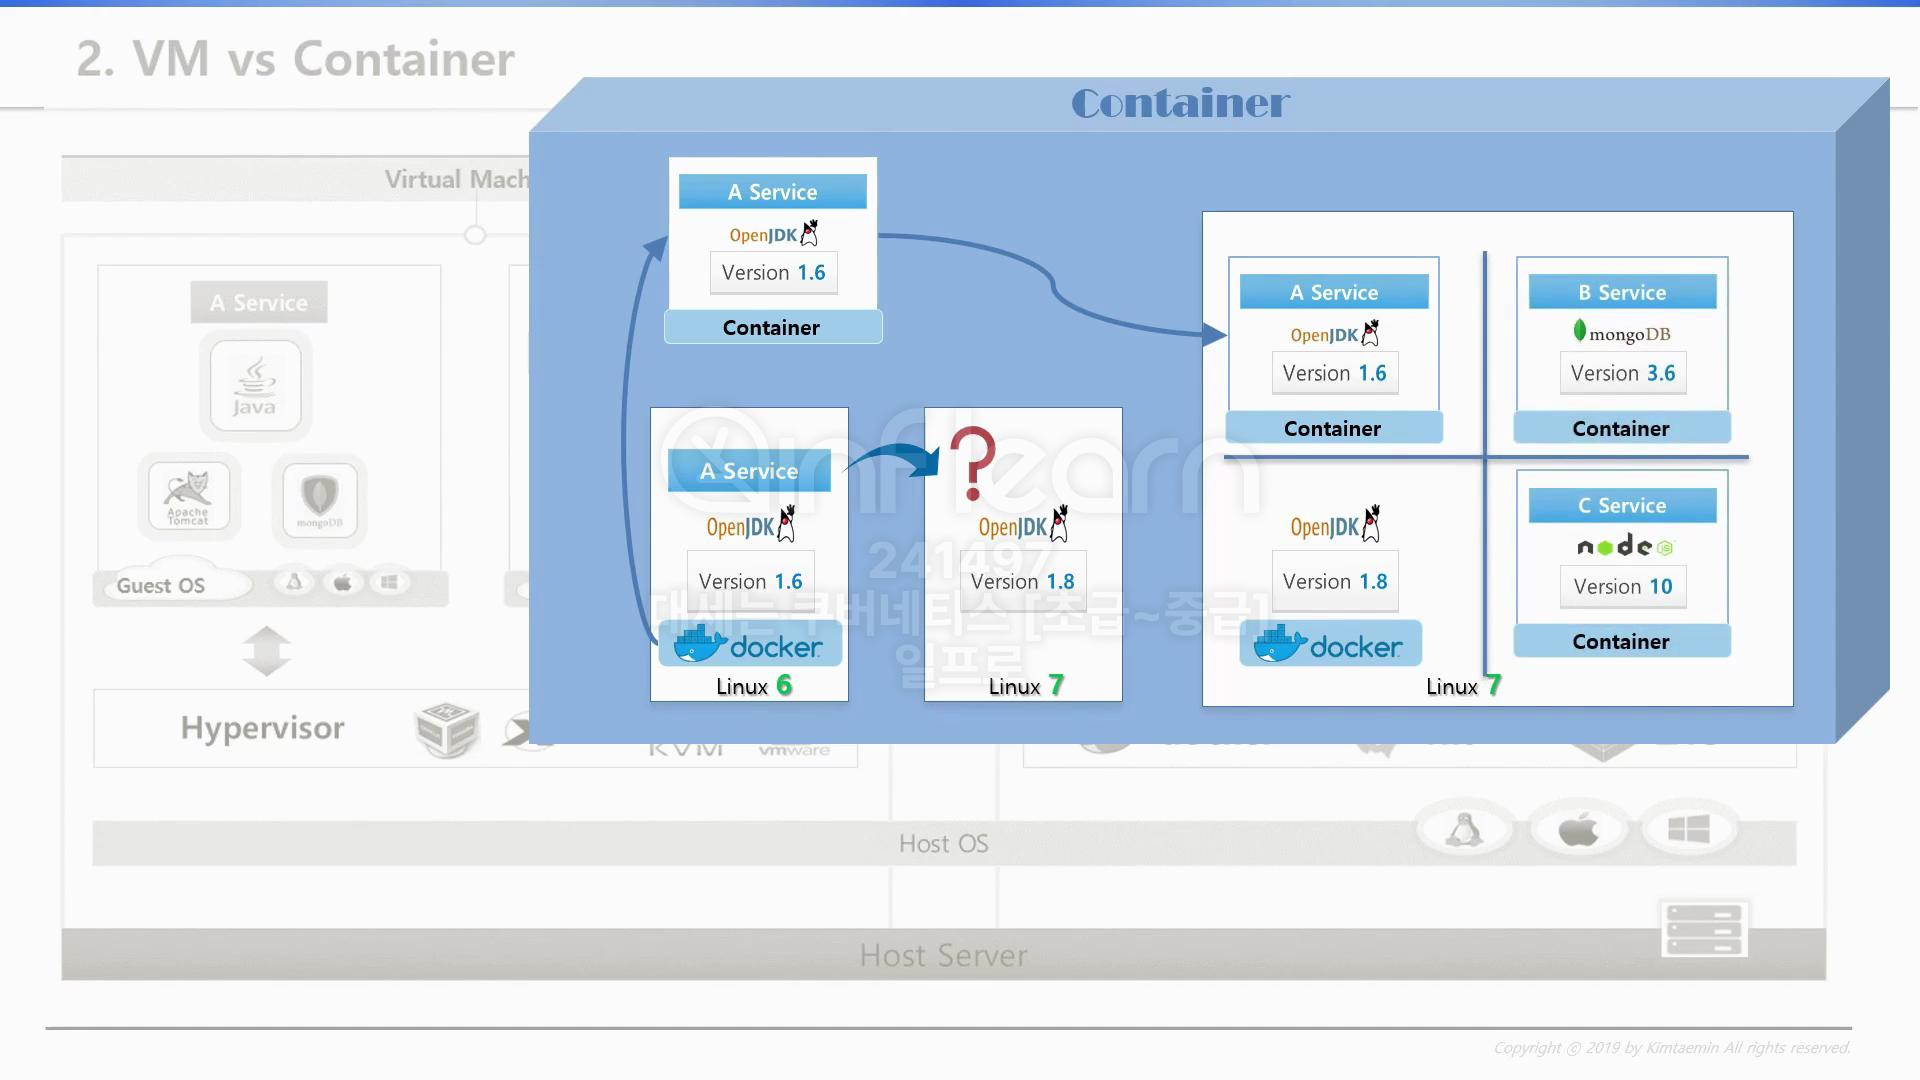 2. VM vs Container
Container
Virtual Mach
A Service
OpenJDK
Version 1.6
Container
A Service
OpenJDK
Version 1.6
Container
B Service
mongoDB
Version 3.6
Container
A Service
Java
Apache
Tomcat
mongoDB
Guest OS
A Service
OpenJDK
Version 1.6
docker
Linux 6
?
OpenJDK
Version 1.8
Linux 7
OpenJDK
Version 1.8
docker
C Service
node JS
Version 10
Container
Linux 7
inflearn
241497
대세는 쿠버네티스 [초급~중급]
일프로
Hypervisor
KVM
vmware
Host OS
Host Server
Copyright ⓒ 2019 by Kimtaemin All rights reserved.